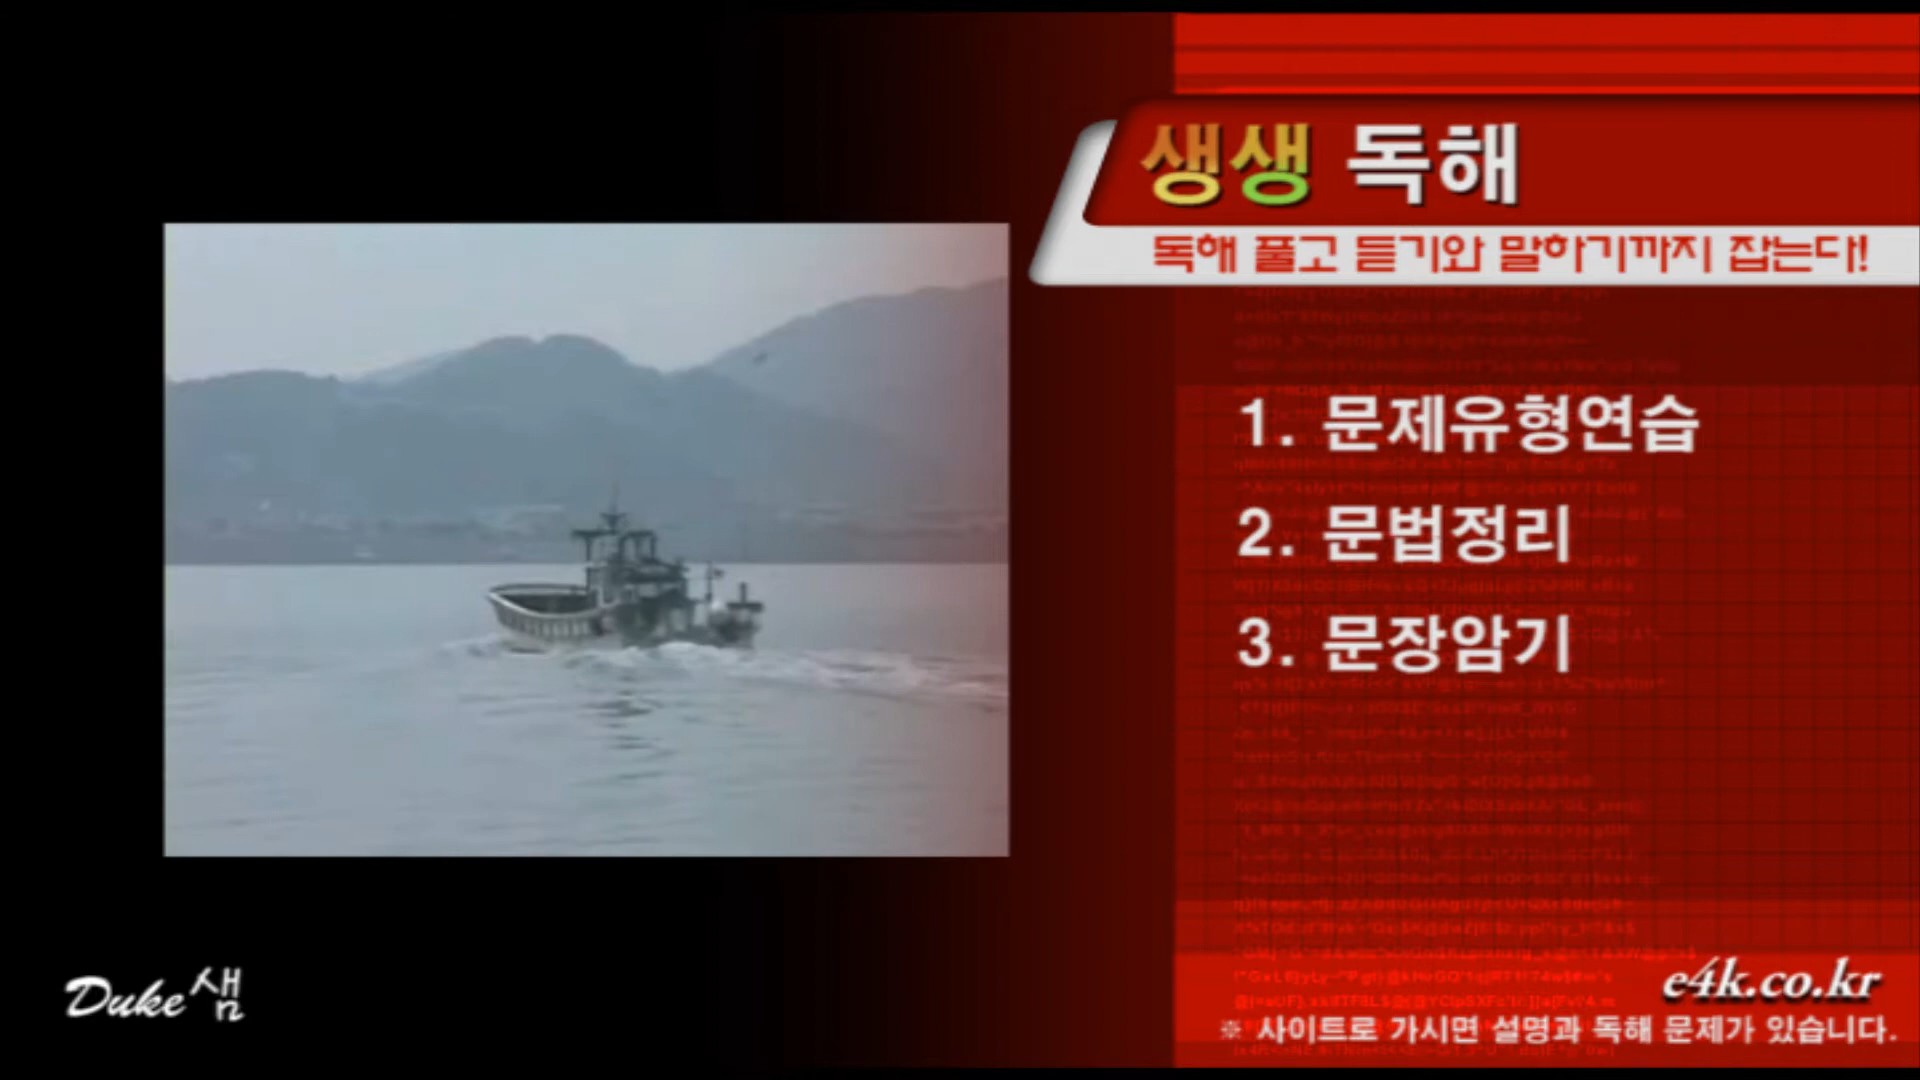 생생 독해
독해 풀고 듣기와 말하기까지 잡는다!
1. 문제유형연습
2. 문법정리
3. 문장암기
Duke샘
e4k.co.kr
※ 사이트로 가시면 설명과 독해 문제가 있습니다.